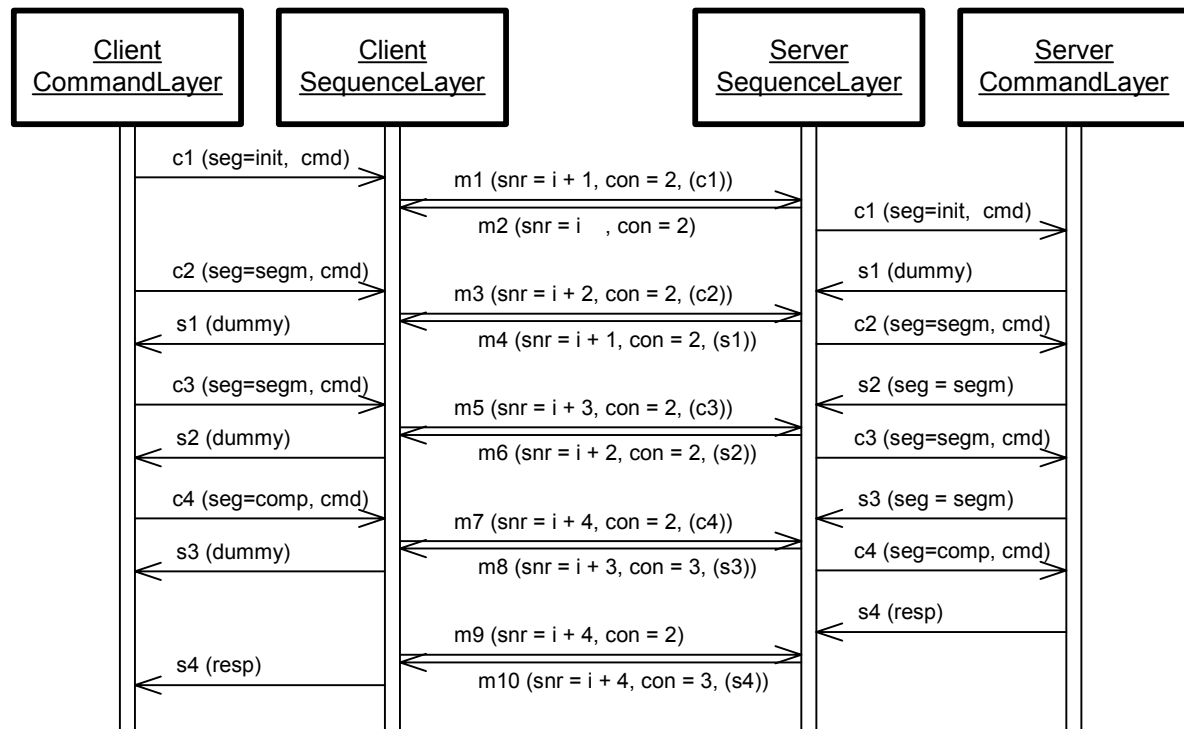 Client
CommandLayer
Client
SequenceLayer
Server
SequenceLayer
Server
CommandLayer
c1 (seg=init, cmd)
m1 (snr = i + 1, con = 2, (c1))
m2 (snr = i , con = 2)
c1 (seg=init, cmd)
c2 (seg=segm, cmd)
s1 (dummy)
m3 (snr = i + 2, con = 2, (c2))
s1 (dummy)
m4 (snr = i + 1, con = 2, (s1))
c2 (seg=segm, cmd)
c3 (seg=segm, cmd)
s2 (seg = segm)
m5 (snr = i + 3, con = 2, (c3))
s2 (dummy)
m6 (snr = i + 2, con = 2, (s2))
c3 (seg=segm, cmd)
c4 (seg=comp, cmd)
s3 (seg = segm)
m7 (snr = i + 4, con = 2, (c4))
s3 (dummy)
m8 (snr = i + 3, con = 3, (s3))
c4 (seg=comp, cmd)
s4 (resp)
m9 (snr = i + 4, con = 2)
s4 (resp)
m10 (snr = i + 4, con = 3, (s4))